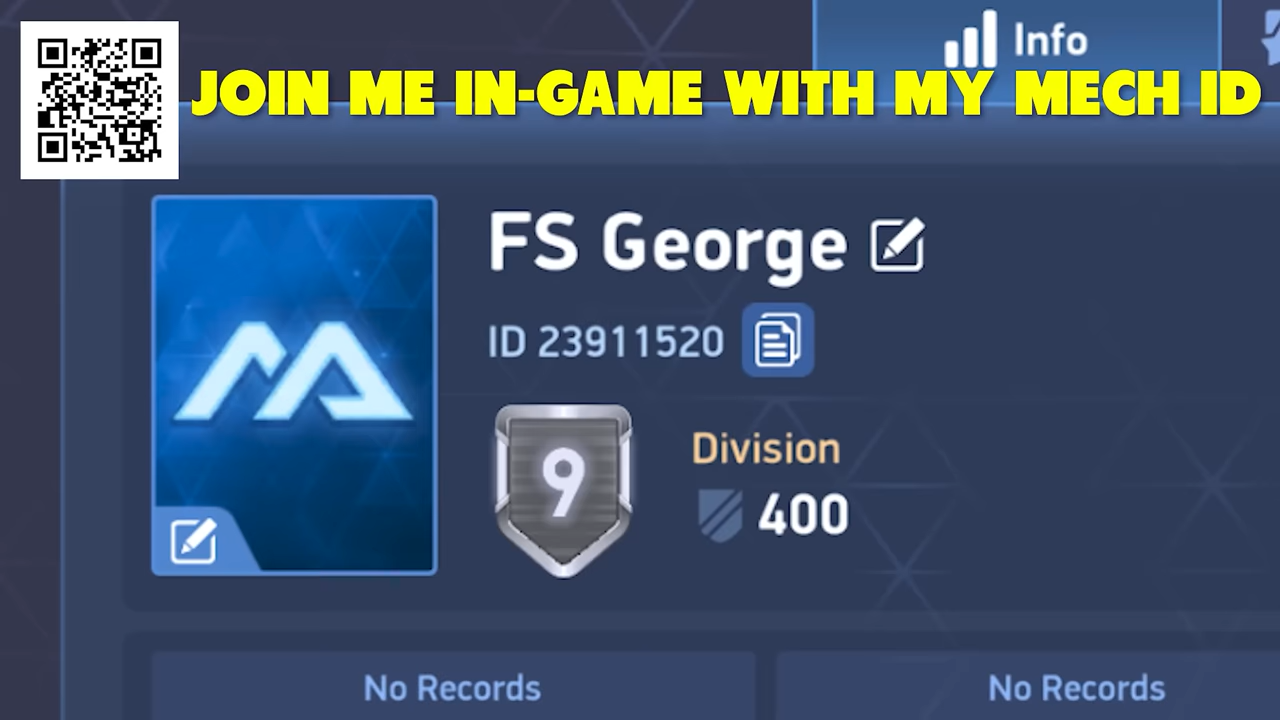 Info
JOIN ME IN-GAME WITH MY MECH ID
FS George
ID 23911520
9
Division
400
No Records
No Records